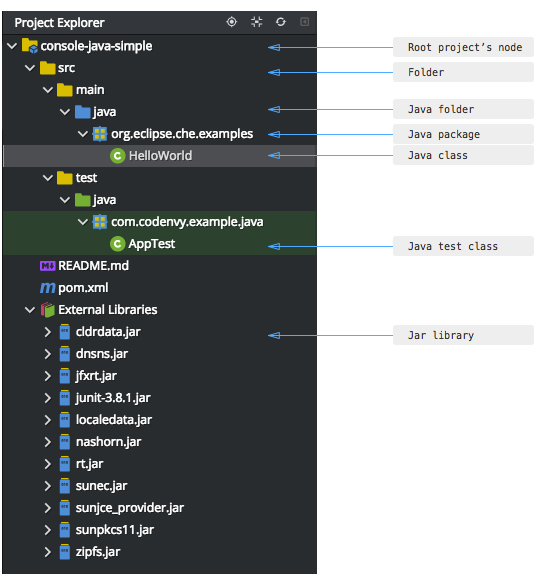 Project Explorer
console-java-simple Root project's node
src Folder
main
java Java folder
org.eclipse.che.examples Java package
HelloWorld Java class
test
java
com.codenvy.example.java
AppTest Java test class
M↓ README.md
m pom.xml
External Libraries
cldrdata.jar Jar library
dnsns.jar
jfxrt.jar
junit-3.8.1.jar
localedata.jar
nashorn.jar
rt.jar
sunec.jar
sunjce_provider.jar
sunpkcs11.jar
zipfs.jar